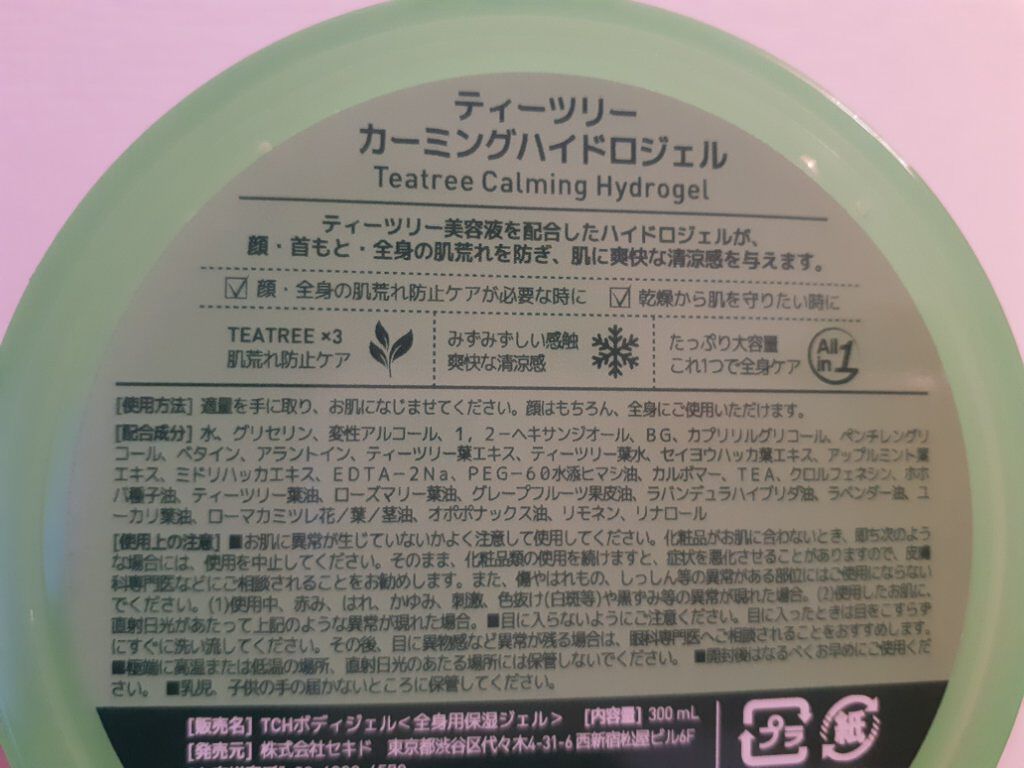 ティーツリー
カーミングハイドロジェル
Teatree Calming Hydrogel
ティーツリー美容液を配合したハイドロジェルが、
顔・首もと・全身の肌荒れを防ぎ、肌に爽快な清涼感を与えます。
顔・全身の肌荒れ防止ケアが必要な時に 乾燥から肌を守りたい時に
TEATREE ×3 みずみずしい感触 たっぷり大容量 All in 1
肌荒れ防止ケア 爽快な清涼感 これ1つで全身ケア
[使用方法] 適量を手に取り、お肌になじませてください。顔はもちろん、全身にご使用いただけます。
[配合成分] 水、グリセリン、変性アルコール、1，2－ヘキサンジオール、BG、カプリリルグリコール、ペンチレングリ
コール、ベタイン、アラントイン、ティーツリー葉エキス、ティーツリー葉水、セイヨウハッカ葉エキス、アップルミント葉
エキス、ミドリハッカエキス、EDTA－2Na、PEG－60水添ヒマシ油、カルボマー、TEA、クロルフェネシン、ホホ
バ種子油、ティーツリー葉油、ローズマリー葉油、グレープフルーツ果皮油、ラバンデュラハイブリダ油、ラベンダー油、ユ
ーカリ葉油、ローマカミツレ花／葉／茎油、オポポナックス油、リモネン、リナロール
[使用上の注意] ■お肌に異常が生じていないかよく注意して使用してください。化粧品がお肌に合わないとき、即ち次のよう
な場合には、使用を中止してください。そのまま、化粧品類の使用を続けますと、症状を悪化させることがありますので、皮膚
科専門医などにご相談されることをお勧めします。また、傷やはれもの、しっしん等の異常がある部位にはご使用にならない
でください。(1)使用中、赤み、はれ、かゆみ、刺激、色抜け(白斑等)や黒ずみ等の異常が現れた場合。(2)使用したお肌に、
直射日光があたって上記のような異常が現れた場合。■目に入らないようにご注意ください。目に入ったときは目をこすらず
にすぐに洗い流してください。その後、目に異物感など異常が残る場合は、眼科専門医へご相談されることをおすすめします。
■極端に高温または低温の場所、直射日光のあたる場所には保管しないでください。 ■開封後はなるべくお早めにご使用くだ
さい。 ■乳児、子供の手の届かないところに保管してください。
[販売名] TCHボディジェル＜全身用保湿ジェル＞ [内容量] 300 mL
[発売元] 株式会社セキド 東京都渋谷区代々木4-31-6 西新宿松屋ビル6F
プラ 紙